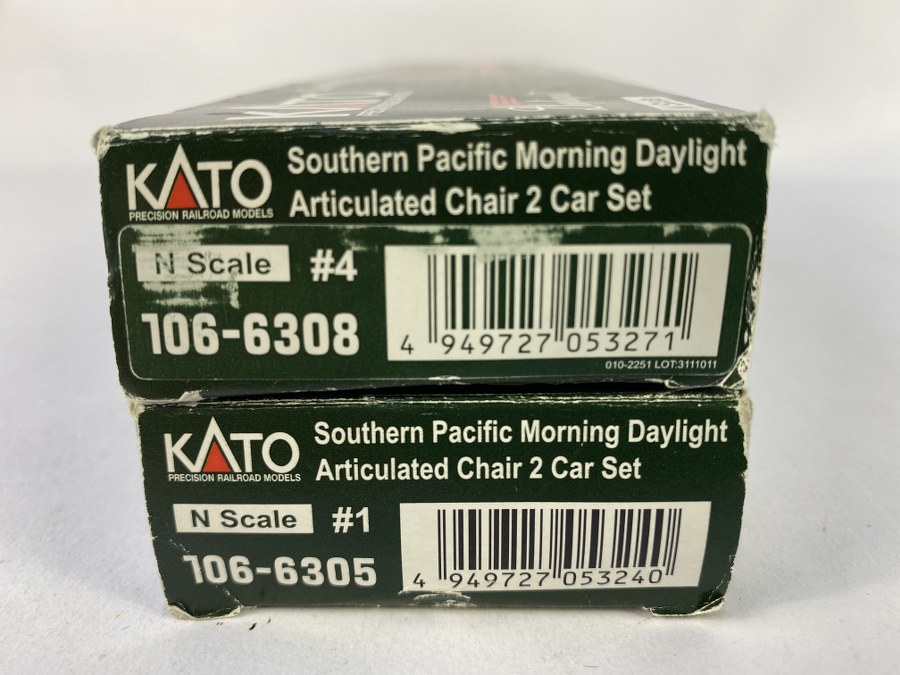 KATO
PRECISION RAILROAD MODELS
Southern Pacific Morning Daylight
Articulated Chair 2 Car Set
N Scale #4
106-6308
4 949727 053271
010-2251 LOT:3111011
KATO
PRECISION RAILROAD MODELS
Southern Pacific Morning Daylight
Articulated Chair 2 Car Set
N Scale #1
106-6305
4 949727 053240